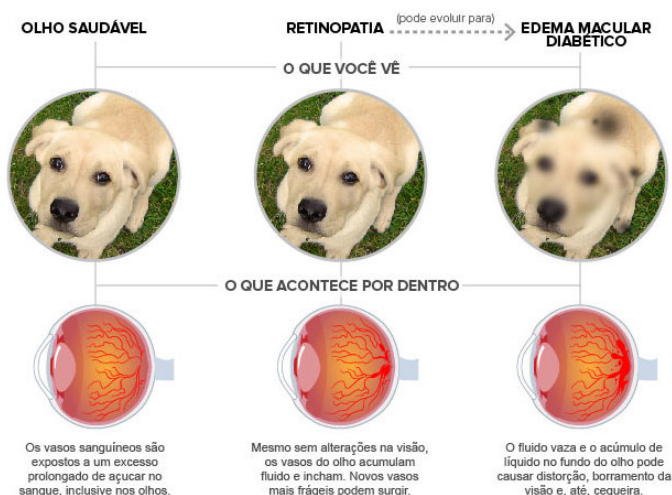 OLHO SAUDÁVEL
RETINOPATIA
(pode evoluir para)
EDEMA MACULAR
DIABÉTICO
O QUE VOCÊ VÊ
O QUE ACONTECE POR DENTRO
Os vasos sanguíneos são
expostos a um excesso
prolongado de açucar no
sangue, inclusive nos olhos.
Mesmo sem alterações na visão,
os vasos do olho acumulam
fluido e incham. Novos vasos
mais frágeis podem surgir.
O fluido vaza e o acúmulo de
líquido no fundo do olho pode
causar distorção, borramento da
visão e, até, cegueira.